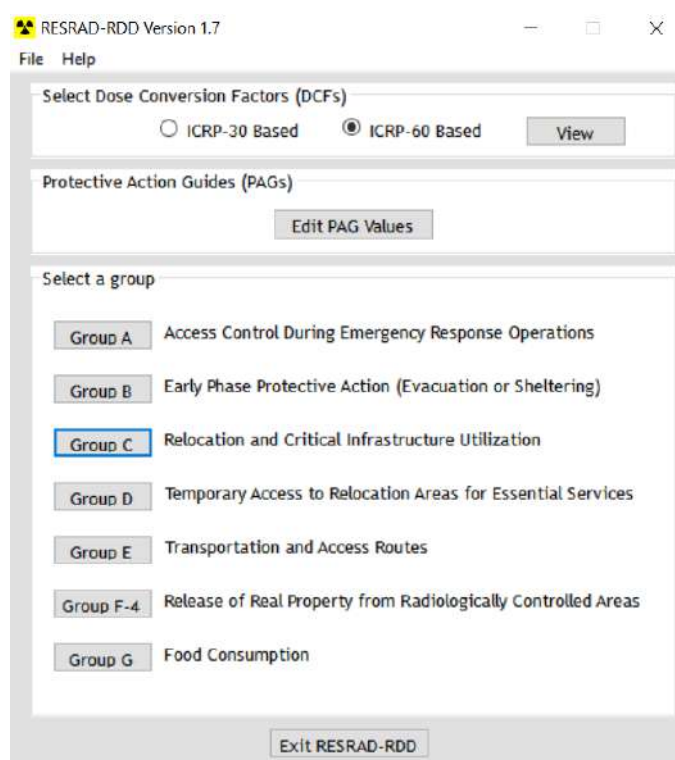 RESRAD-RDD Version 1.7
File Help
Select Dose Conversion Factors (DCFs)
ICRP-30 Based ICRP-60 Based View
Protective Action Guides (PAGs)
Edit PAG Values
Select a group
Group A Access Control During Emergency Response Operations
Group B Early Phase Protective Action (Evacuation or Sheltering)
Group C Relocation and Critical Infrastructure Utilization
Group D Temporary Access to Relocation Areas for Essential Services
Group E Transportation and Access Routes
Group F-4 Release of Real Property from Radiologically Controlled Areas
Group G Food Consumption
Exit RESRAD-RDD